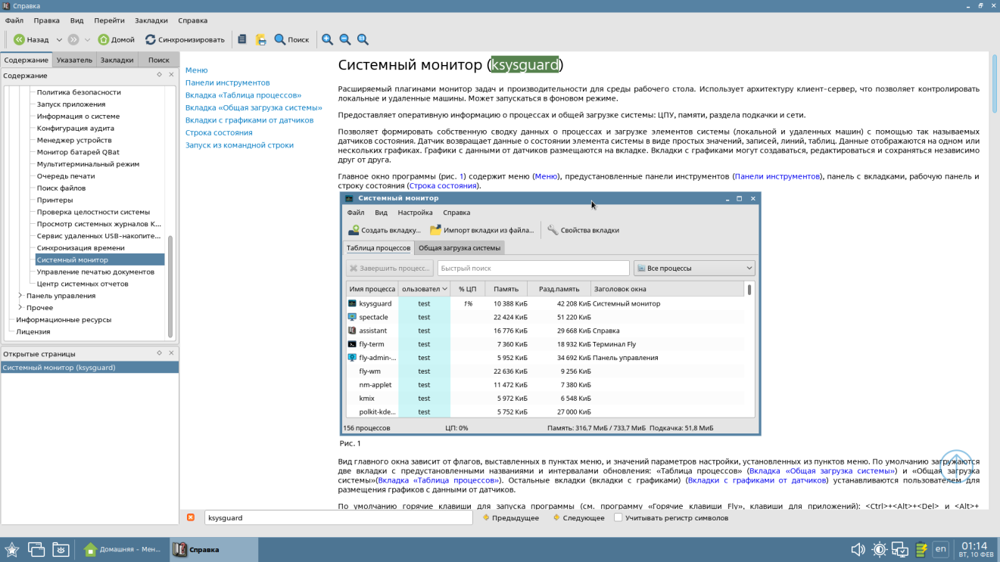 Справка
Файл Правка Вид Перейти Закладки Справка
Назад Домой Синхронизировать Поиск
Содержание Указатель Закладки Поиск
Содержание
Политика безопасности
Запуск приложения
Информация о системе
Конфигурация аудита
Менеджер устройств
Монитор батарей QBat
Мультитерминальный режим
Очередь печати
Поиск файлов
Принтеры
Проверка целостности системы
Просмотр системных журналов K...
Сервис удаленных USB-накопите...
Синхронизация времени
Системный монитор
Управление печатью документов
Центр системных отчетов
Панель управления
Прочее
Информационные ресурсы
Лицензия
Открытые страницы
Системный монитор (ksysguard)
Меню
Панели инструментов
Вкладка «Таблица процессов»
Вкладка «Общая загрузка системы»
Вкладки с графиками от датчиков
Строка состояния
Запуск из командной строки
Системный монитор (ksysguard)
Расширяемый плагинами монитор задач и производительности для среды рабочего стола. Использует архитектуру клиент-сервер, что позволяет контролировать
локальные и удаленные машины. Может запускаться в фоновом режиме.
Предоставляет оперативную информацию о процессах и общей загрузке системы: ЦПУ, памяти, раздела подкачки и сети.
Позволяет формировать собственную сводку данных о процессах и загрузке элементов системы (локальной и удаленных машин) с помощью так называемых
датчиков состояния. Датчик возвращает данные о состоянии элемента системы в виде простых значений, записей, линий, таблиц. Данные отображаются на одном или
нескольких графиках. Графики с данными от датчиков размещаются на вкладке. Вкладки с графиками могут создаваться, редактироваться и сохраняться независимо
друг от друга.
Главное окно программы (рис. 1) содержит меню (Меню), предустановленные панели инструментов (Панели инструментов), панель с вкладками, рабочую панель и
строку состояния (Строка состояния).
Системный монитор
Файл Вид Настройка Справка
Создать вкладку... Импорт вкладки из файла... Свойства вкладки
Таблица процессов Общая загрузка системы
Завершить процесс... Быстрый поиск Все процессы
Имя процесса ользовател % ЦП Память Разд.память Заголовок окна
ksysguard test 1% 10 388 КиБ 42 208 КиБ Системный монитор
spectacle test 22 424 КиБ 51 220 КиБ
assistant test 16 776 КиБ 29 668 КиБ Справка
fly-term test 7 360 КиБ 18 932 КиБ Терминал Fly
fly-admin-... test 5 952 КиБ 34 692 КиБ Панель управления
fly-wm test 22 636 КиБ 9 256 КиБ
nm-applet test 11 472 КиБ 7 380 КиБ
kmix test 5 972 КиБ 6 548 КиБ
polkit-kde... test 5 752 КиБ 27 000 КиБ
156 процессов ЦП: 0% Память: 316,7 МиБ / 733,7 МиБ Подкачка: 51,8 МиБ
Рис. 1
Вид главного окна зависит от флагов, выставленных в пунктах меню, и значений параметров настройки, установленных из пунктов меню. По умолчанию загружаются
две вкладки с предустановленными названиями и интервалами обновления: «Таблица процессов» (Вкладка «Общая загрузка системы») и «Общая загрузка
системы»(Вкладка «Таблица процессов»). Остальные вкладки (вкладки с графиками) (Вкладки с графиками от датчиков) устанавливаются пользователем для
размещения графиков с данными от датчиков.
По умолчанию горячие клавиши для запуска программы (см. программу «Горячие клавиши Fly», клавиши для приложений): <Ctrl>+<Alt>+<Del> и <Alt>+
ksysguard Предыдущее Следующее Учитывать регистр символов
Домашняя – Мен... Справка en 01:14
ВТ, 10 ФЕВ